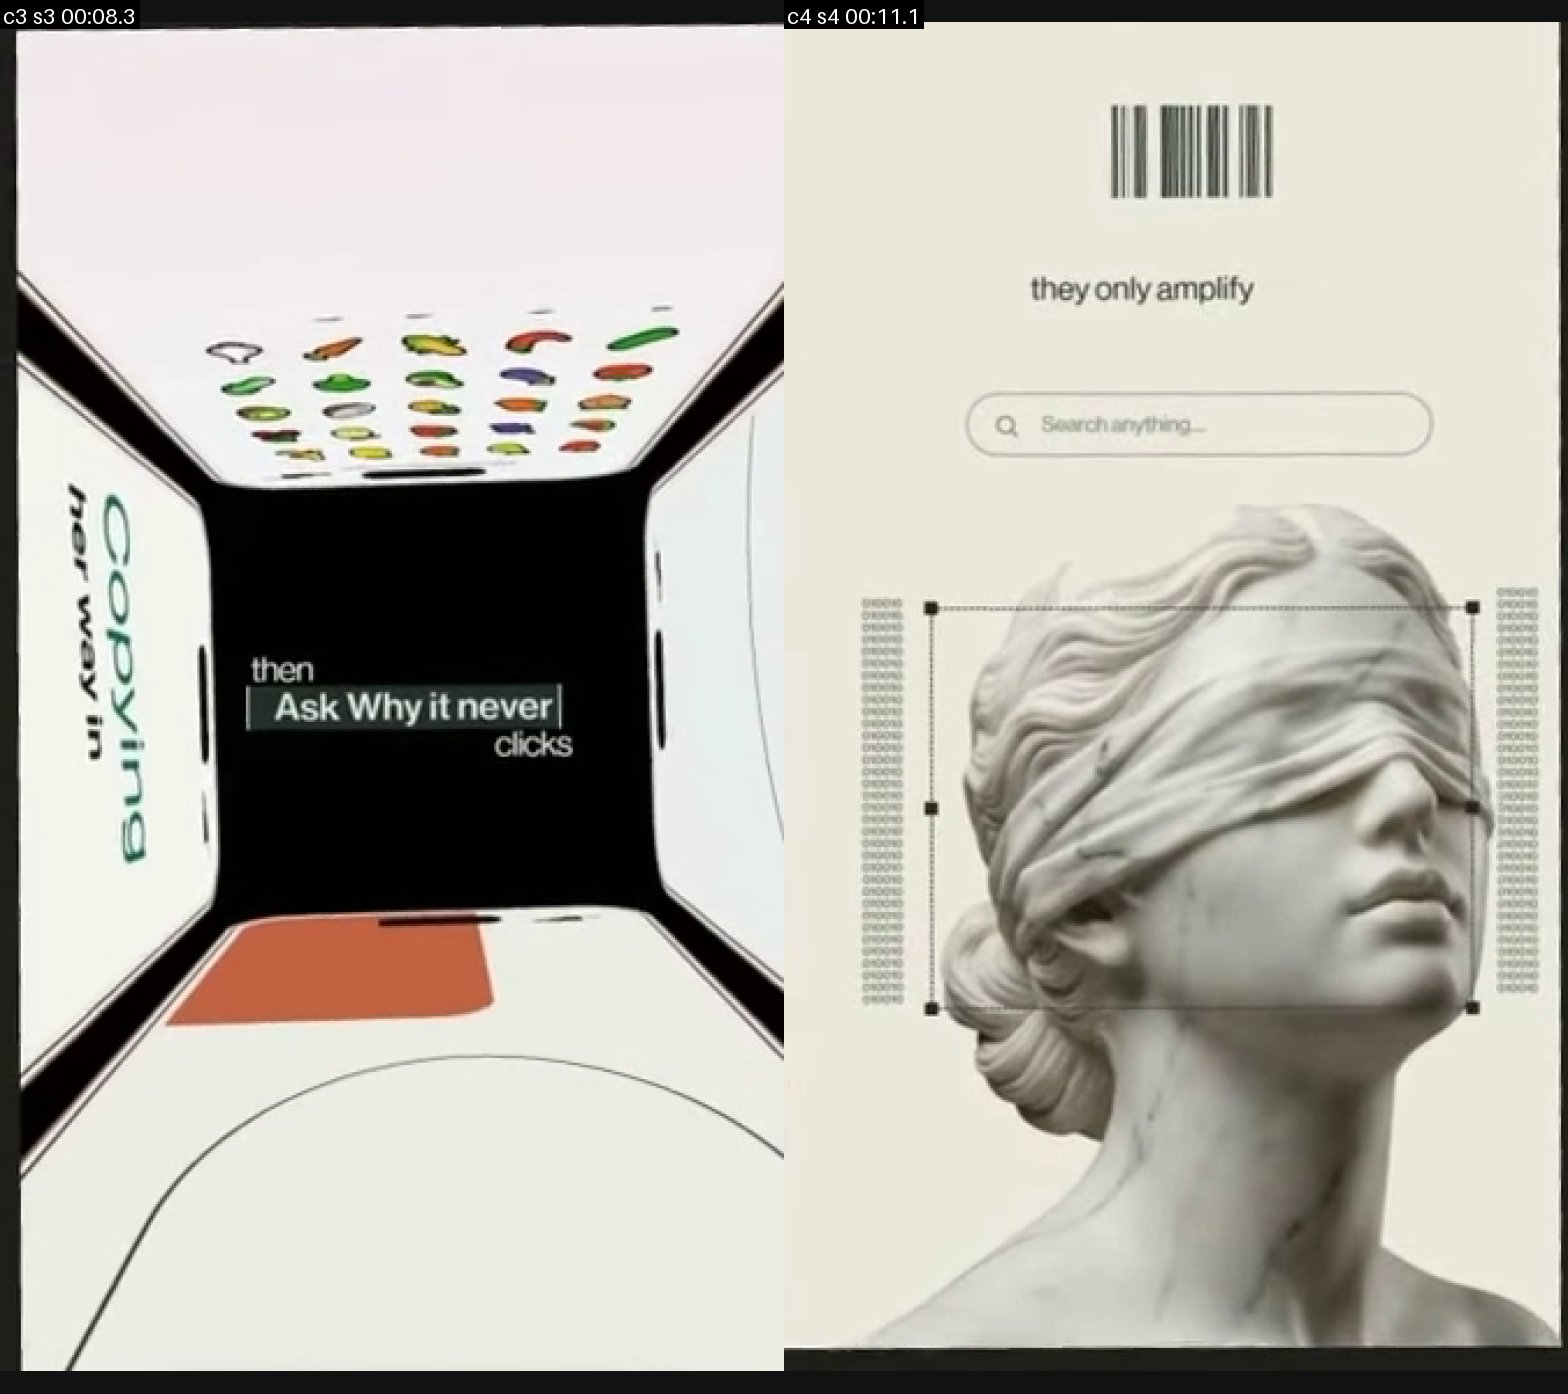 c3 s3 00:08.3
Copying
her way in
then
Ask Why it never
clicks
c4 s4 00:11.1
they only amplify
Search anything...